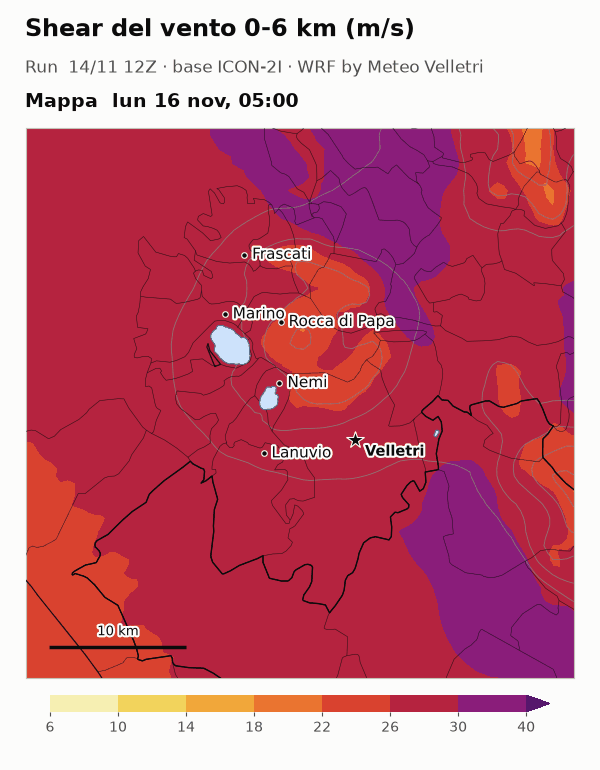 Shear del vento 0-6 km (m/s)
Run  14/11 12Z · base ICON-2I · WRF by Meteo Velletri
Mappa  lun 16 nov, 05:00
Frascati
Marino
Rocca di Papa
Nemi
Velletri
Lanuvio
10 km
6 10 14 18 22 26 30 40